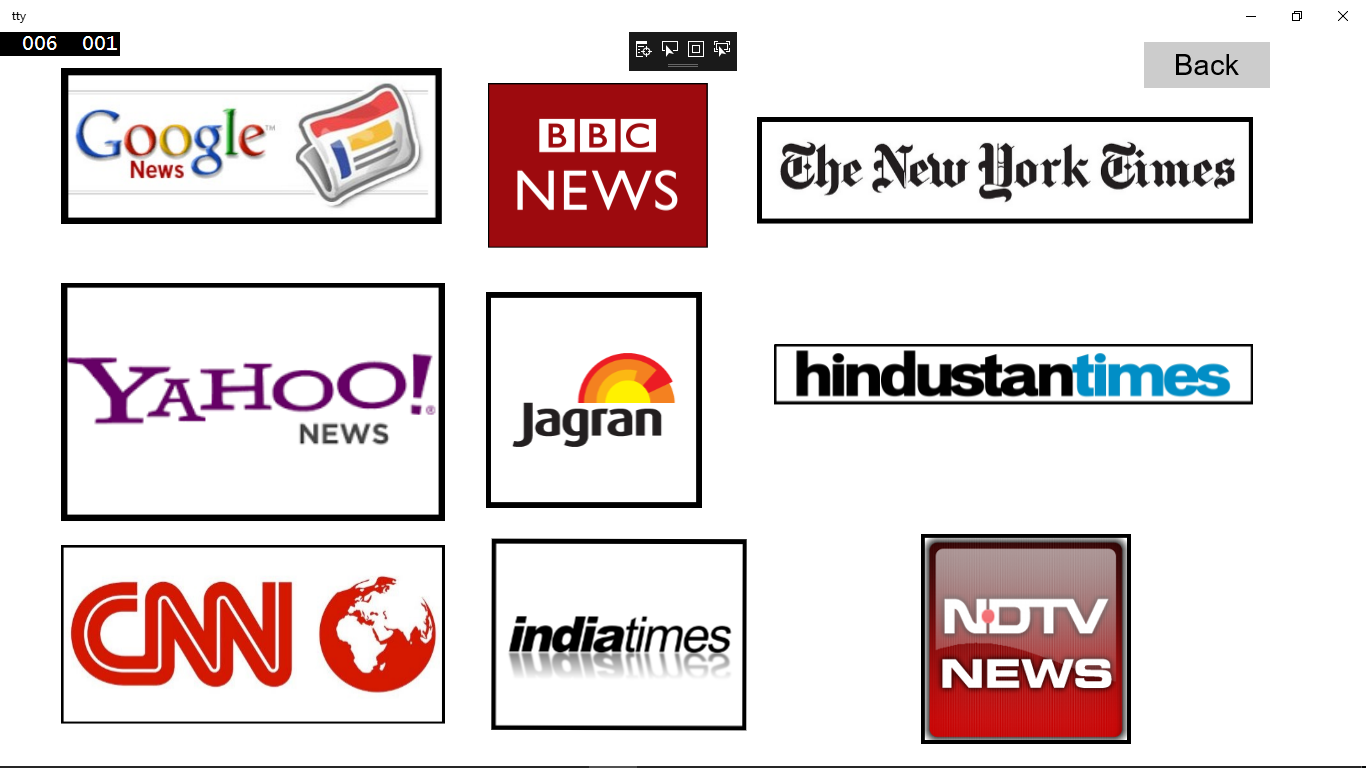 tty
006 001
Back
Google™
News
BBC
NEWS
The New York Times
YAHOO!®
NEWS
Jagran
hindustantimes
CNN
indiatimes
NDTV
NEWS